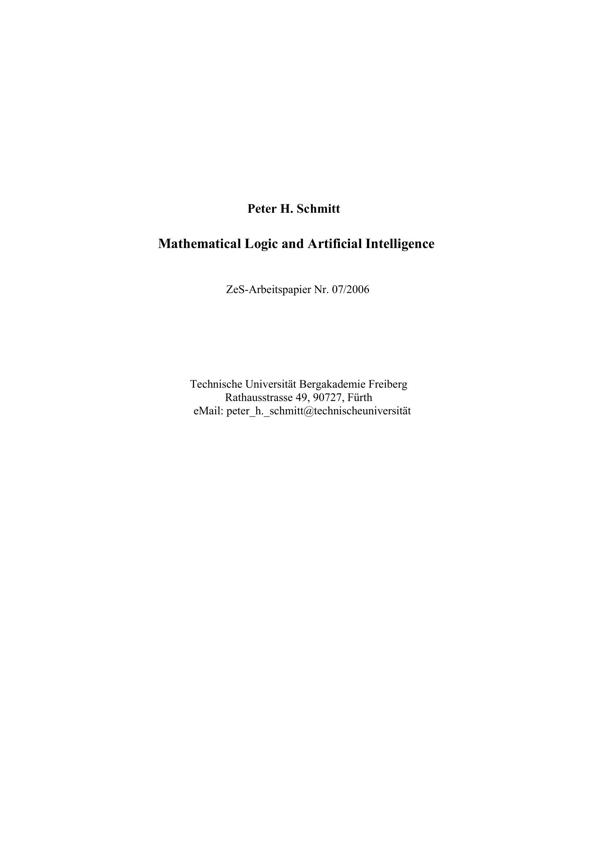 Peter H. Schmitt
Mathematical Logic and Artificial Intelligence
ZeS-Arbeitspapier Nr. 07/2006
Technische Universität Bergakademie Freiberg
Rathausstrasse 49, 90727, Fürth
eMail: peter_h._schmitt@technischeuniversität